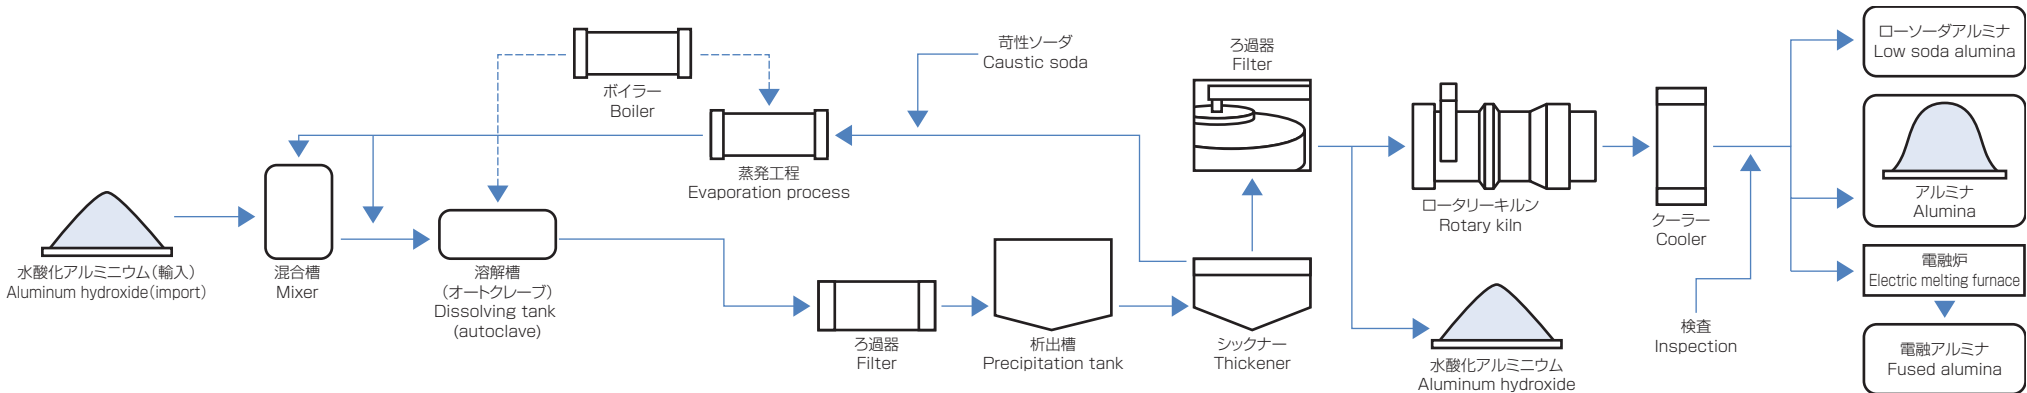 水酸化アルミニウム(輸入)
Aluminum hydroxide(import)
混合槽
Mixer
溶解槽
(オートクレーブ)
Dissolving tank
(autoclave)
ボイラー
Boiler
蒸発工程
Evaporation process
苛性ソーダ
Caustic soda
ろ過器
Filter
析出槽
Precipitation tank
シックナー
Thickener
ろ過器
Filter
水酸化アルミニウム
Aluminum hydroxide
ロータリーキルン
Rotary kiln
クーラー
Cooler
検査
Inspection
ローソーダアルミナ
Low soda alumina
アルミナ
Alumina
電融炉
Electric melting furnace
電融アルミナ
Fused alumina